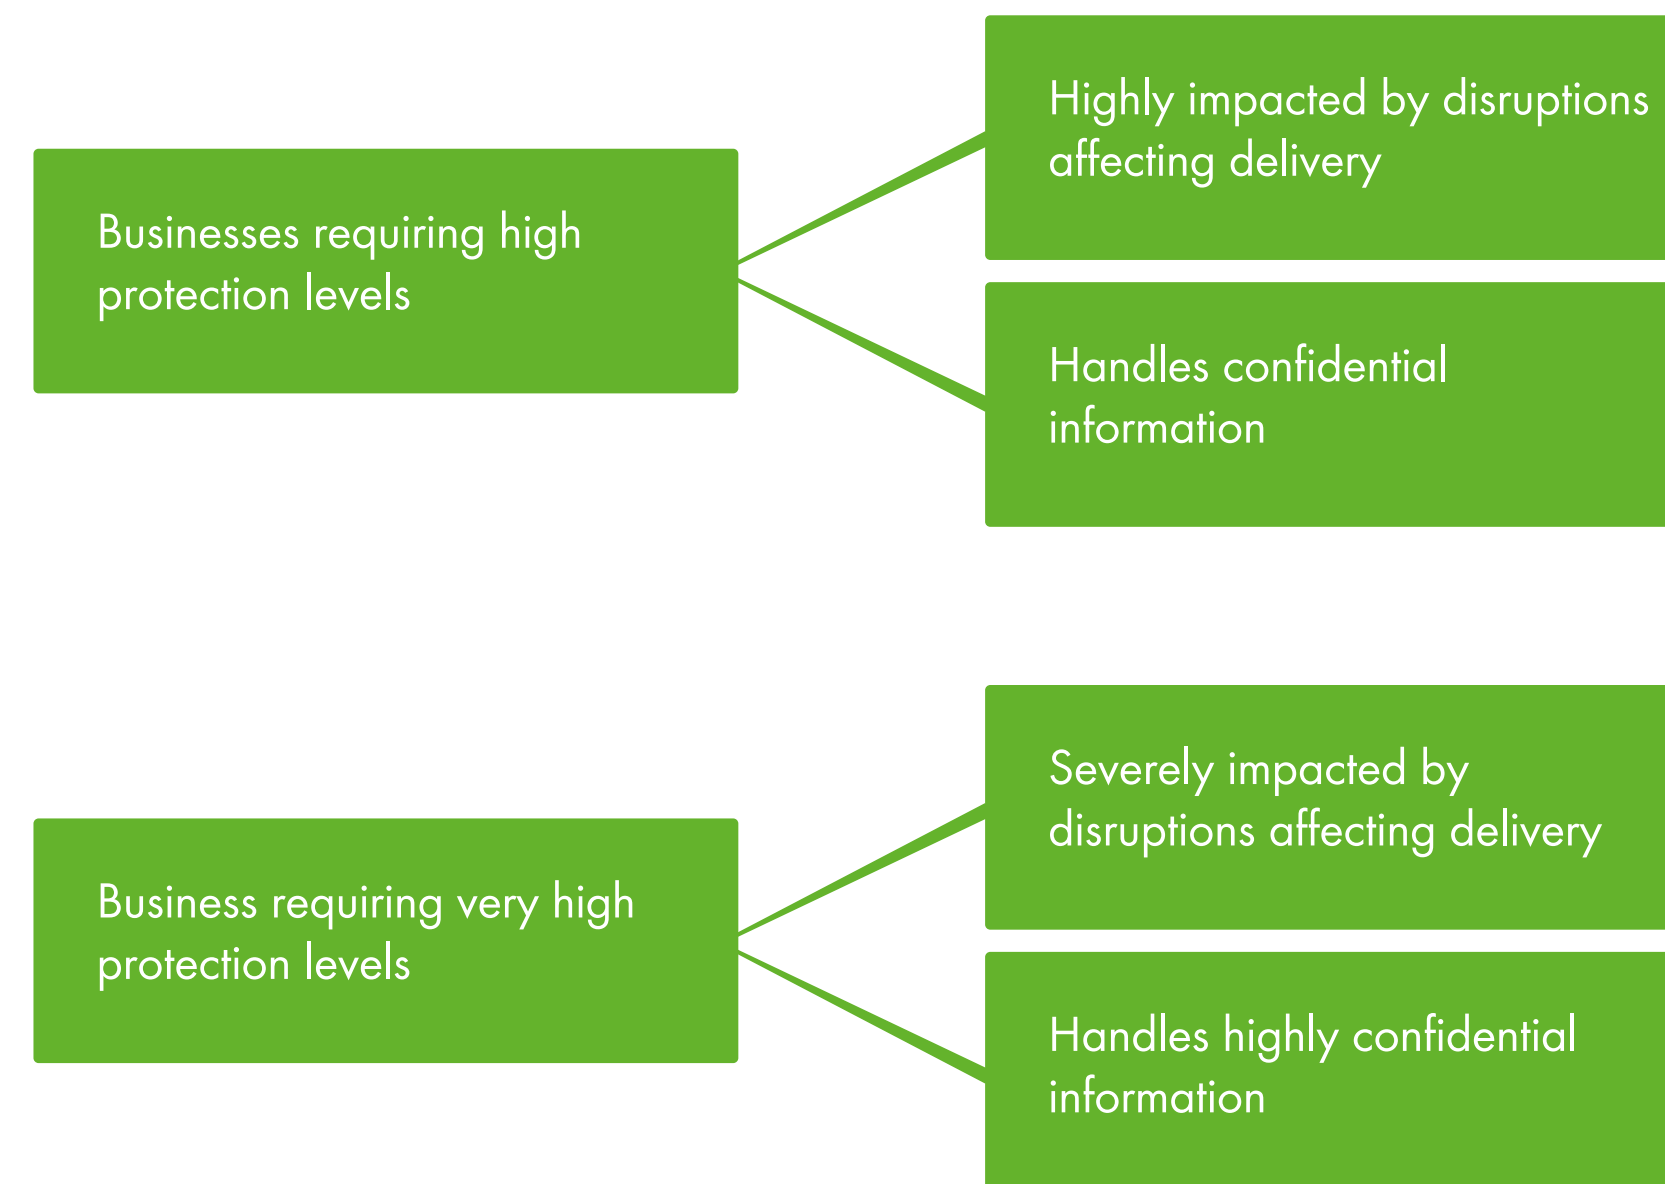 Highly impacted by disruptions
affecting delivery
Businesses requiring high
protection levels
Handles confidential
information
Severely impacted by
disruptions affecting delivery
Business requiring very high
protection levels
Handles highly confidential
information